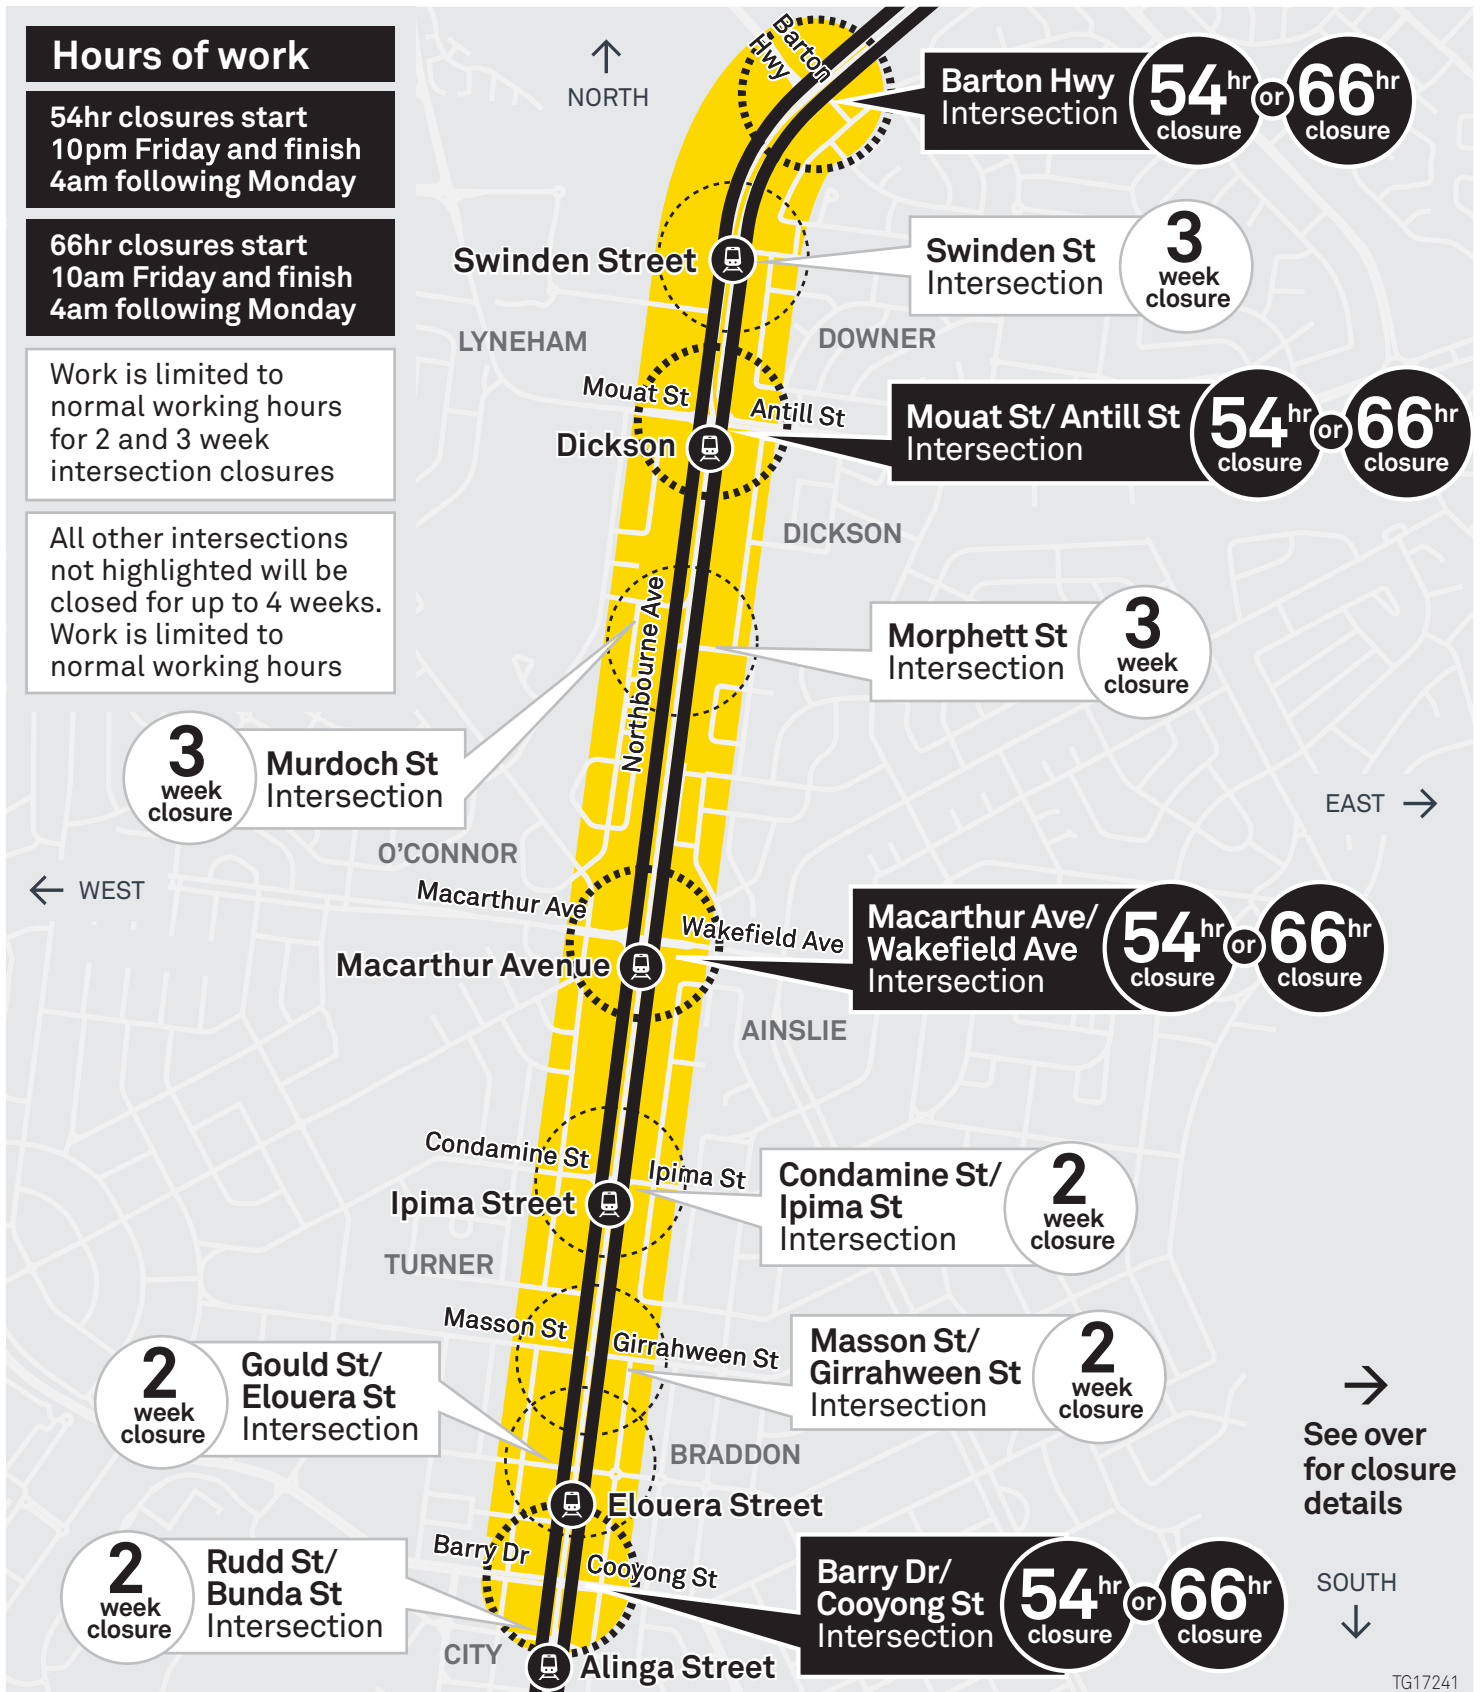 Hours of work
54hr closures start
10pm Friday and finish
4am following Monday
66hr closures start
10am Friday and finish
4am following Monday
Work is limited to
normal working hours
for 2 and 3 week
intersection closures
All other intersections
not highlighted will be
closed for up to 4 weeks.
Work is limited to
normal working hours
NORTH
Barton
Hwy
Barton Hwy
Intersection
54hr
closure
or
66hr
closure
Swinden Street
Swinden St
Intersection
3
week
closure
LYNEHAM
DOWNER
Mouat St
Antill St
Dickson
Mouat St/ Antill St
Intersection
54hr
closure
or
66hr
closure
DICKSON
Northbourne Ave
Morphett St
Intersection
3
week
closure
3
week
closure
Murdoch St
Intersection
EAST
O'CONNOR
WEST
Macarthur Ave
Wakefield Ave
Macarthur Avenue
Macarthur Ave/
Wakefield Ave
Intersection
54hr
closure
or
66hr
closure
AINSLIE
Condamine St
Ipima St
Ipima Street
Condamine St/
Ipima St
Intersection
2
week
closure
TURNER
Masson St
Girrahween St
Masson St/
Girrahween St
Intersection
2
week
closure
2
week
closure
Gould St/
Elouera St
Intersection
BRADDON
See over
for closure
details
Elouera Street
Barry Dr
Cooyong St
2
week
closure
Rudd St/
Bunda St
Intersection
Barry Dr/
Cooyong St
Intersection
54hr
closure
or
66hr
closure
SOUTH
CITY
Alinga Street
TG17241